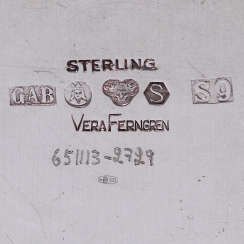 STERLING
GAB S S9
VERA FERNGREN
651113-2729